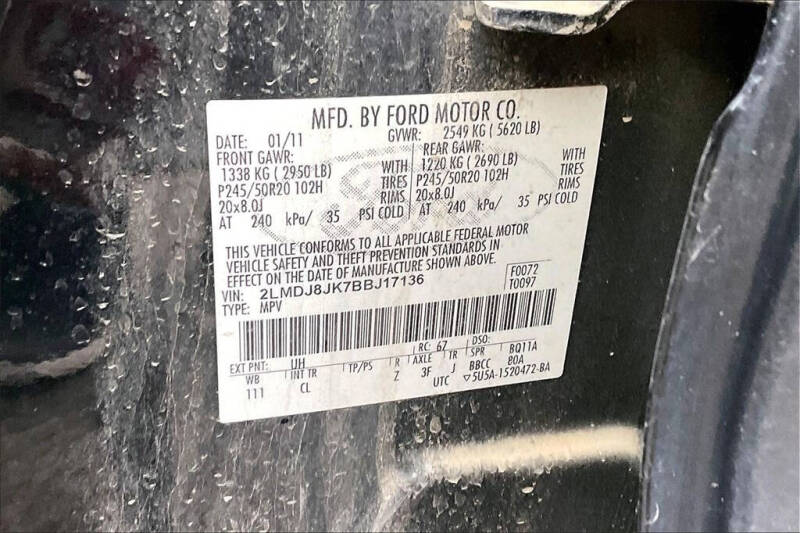 MFD. BY FORD MOTOR CO.
DATE: 01/11 GVWR: 2549 KG ( 5620 LB)
FRONT GAWR: REAR GAWR:
1338 KG ( 2950 LB) WITH 1220 KG ( 2690 LB) WITH
P245/50R20 102H TIRES P245/50R20 102H TIRES
20x8.0J RIMS 20x8.0J RIMS
AT 240 kPa/ 35 PSI COLD AT 240 kPa/ 35 PSI COLD
THIS VEHICLE CONFORMS TO ALL APPLICABLE FEDERAL MOTOR
VEHICLE SAFETY AND THEFT PREVENTION STANDARDS IN
EFFECT ON THE DATE OF MANUFACTURE SHOWN ABOVE.
VIN: 2LMDJ8JK7BBJ17136 F0072
TYPE: MPV T0097
EXT PNT: UH RC: 67 DSO:
WB INT TR TP/PS R AXLE TR SPR BQ11A
111 CL Z 3F J BBCC 80A
UTC ▽5U5A-1520472-BA